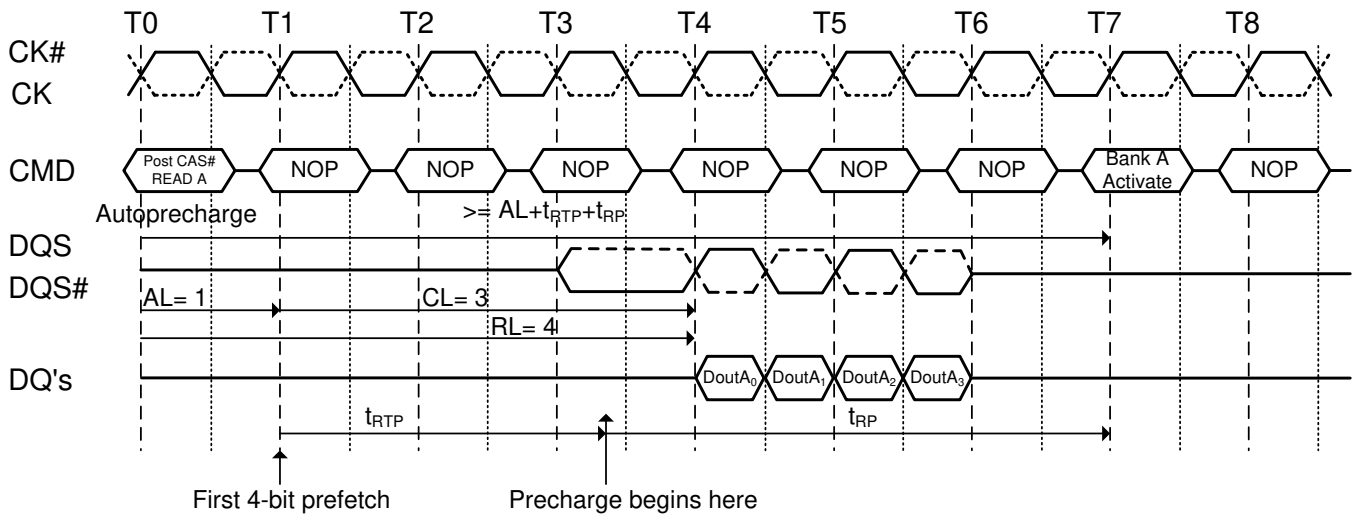 T0 T1 T2 T3 T4 T5 T6 T7 T8
CK#
CK
CMD
Post CAS#
READ A
NOP NOP NOP NOP NOP NOP
Bank A
Activate
NOP
Autoprecharge
>= AL+tRTP+tRP
DQS
DQS#
AL= 1 CL= 3
RL= 4
DQ's
DoutA0 DoutA1 DoutA2 DoutA3
tRTP tRP
First 4-bit prefetch Precharge begins here